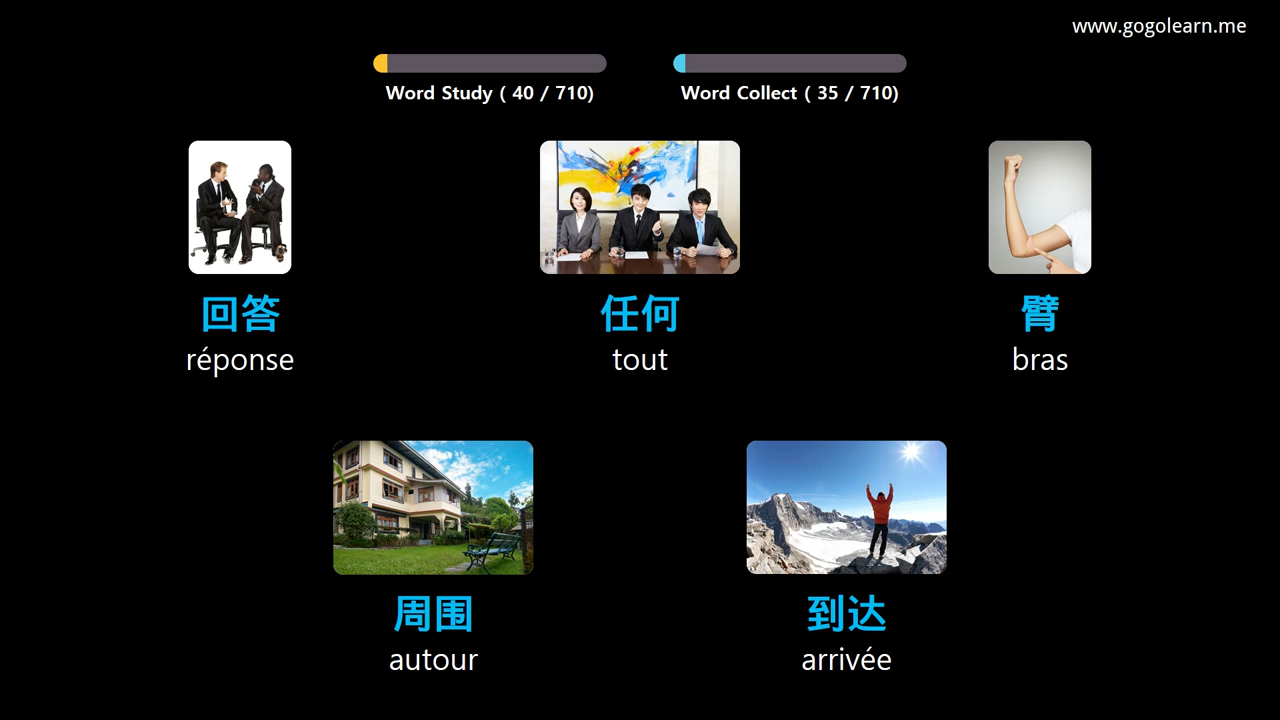 www.gogolearn.me
Word Study ( 40 / 710)
Word Collect ( 35 / 710)
回答
réponse
任何
tout
臂
bras
周围
autour
到达
arrivée